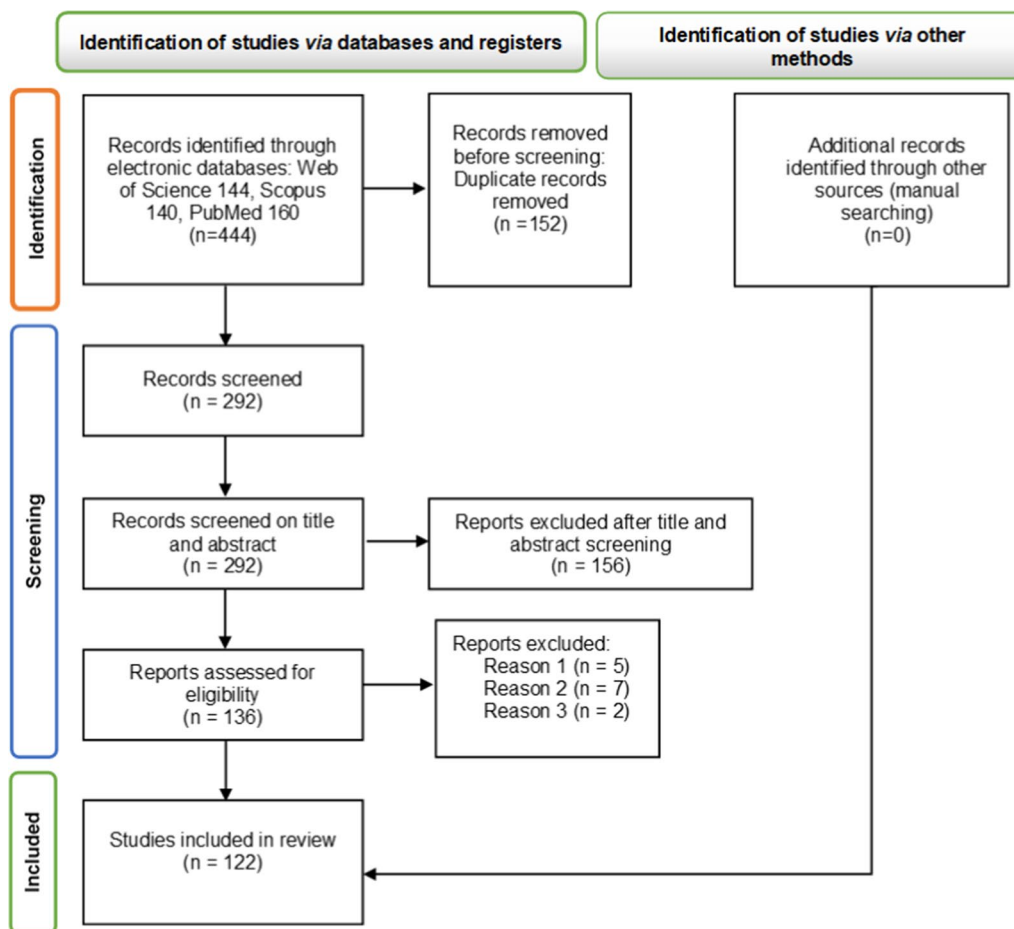 Identification of studies via databases and registers
Identification of studies via other
methods
Identification
Records identified through
electronic databases: Web
of Science 144, Scopus
140, PubMed 160
(n=444)
Records removed
before screening:
Duplicate records
removed
(n =152)
Additional records
identified through other
sources (manual
searching)
(n=0)
Screening
Records screened
(n = 292)
Records screened on title
and abstract
(n = 292)
Reports excluded after title and
abstract screening
(n = 156)
Reports assessed for
eligibility
(n = 136)
Reports excluded:
Reason 1 (n = 5)
Reason 2 (n = 7)
Reason 3 (n = 2)
Included
Studies included in review
(n = 122)